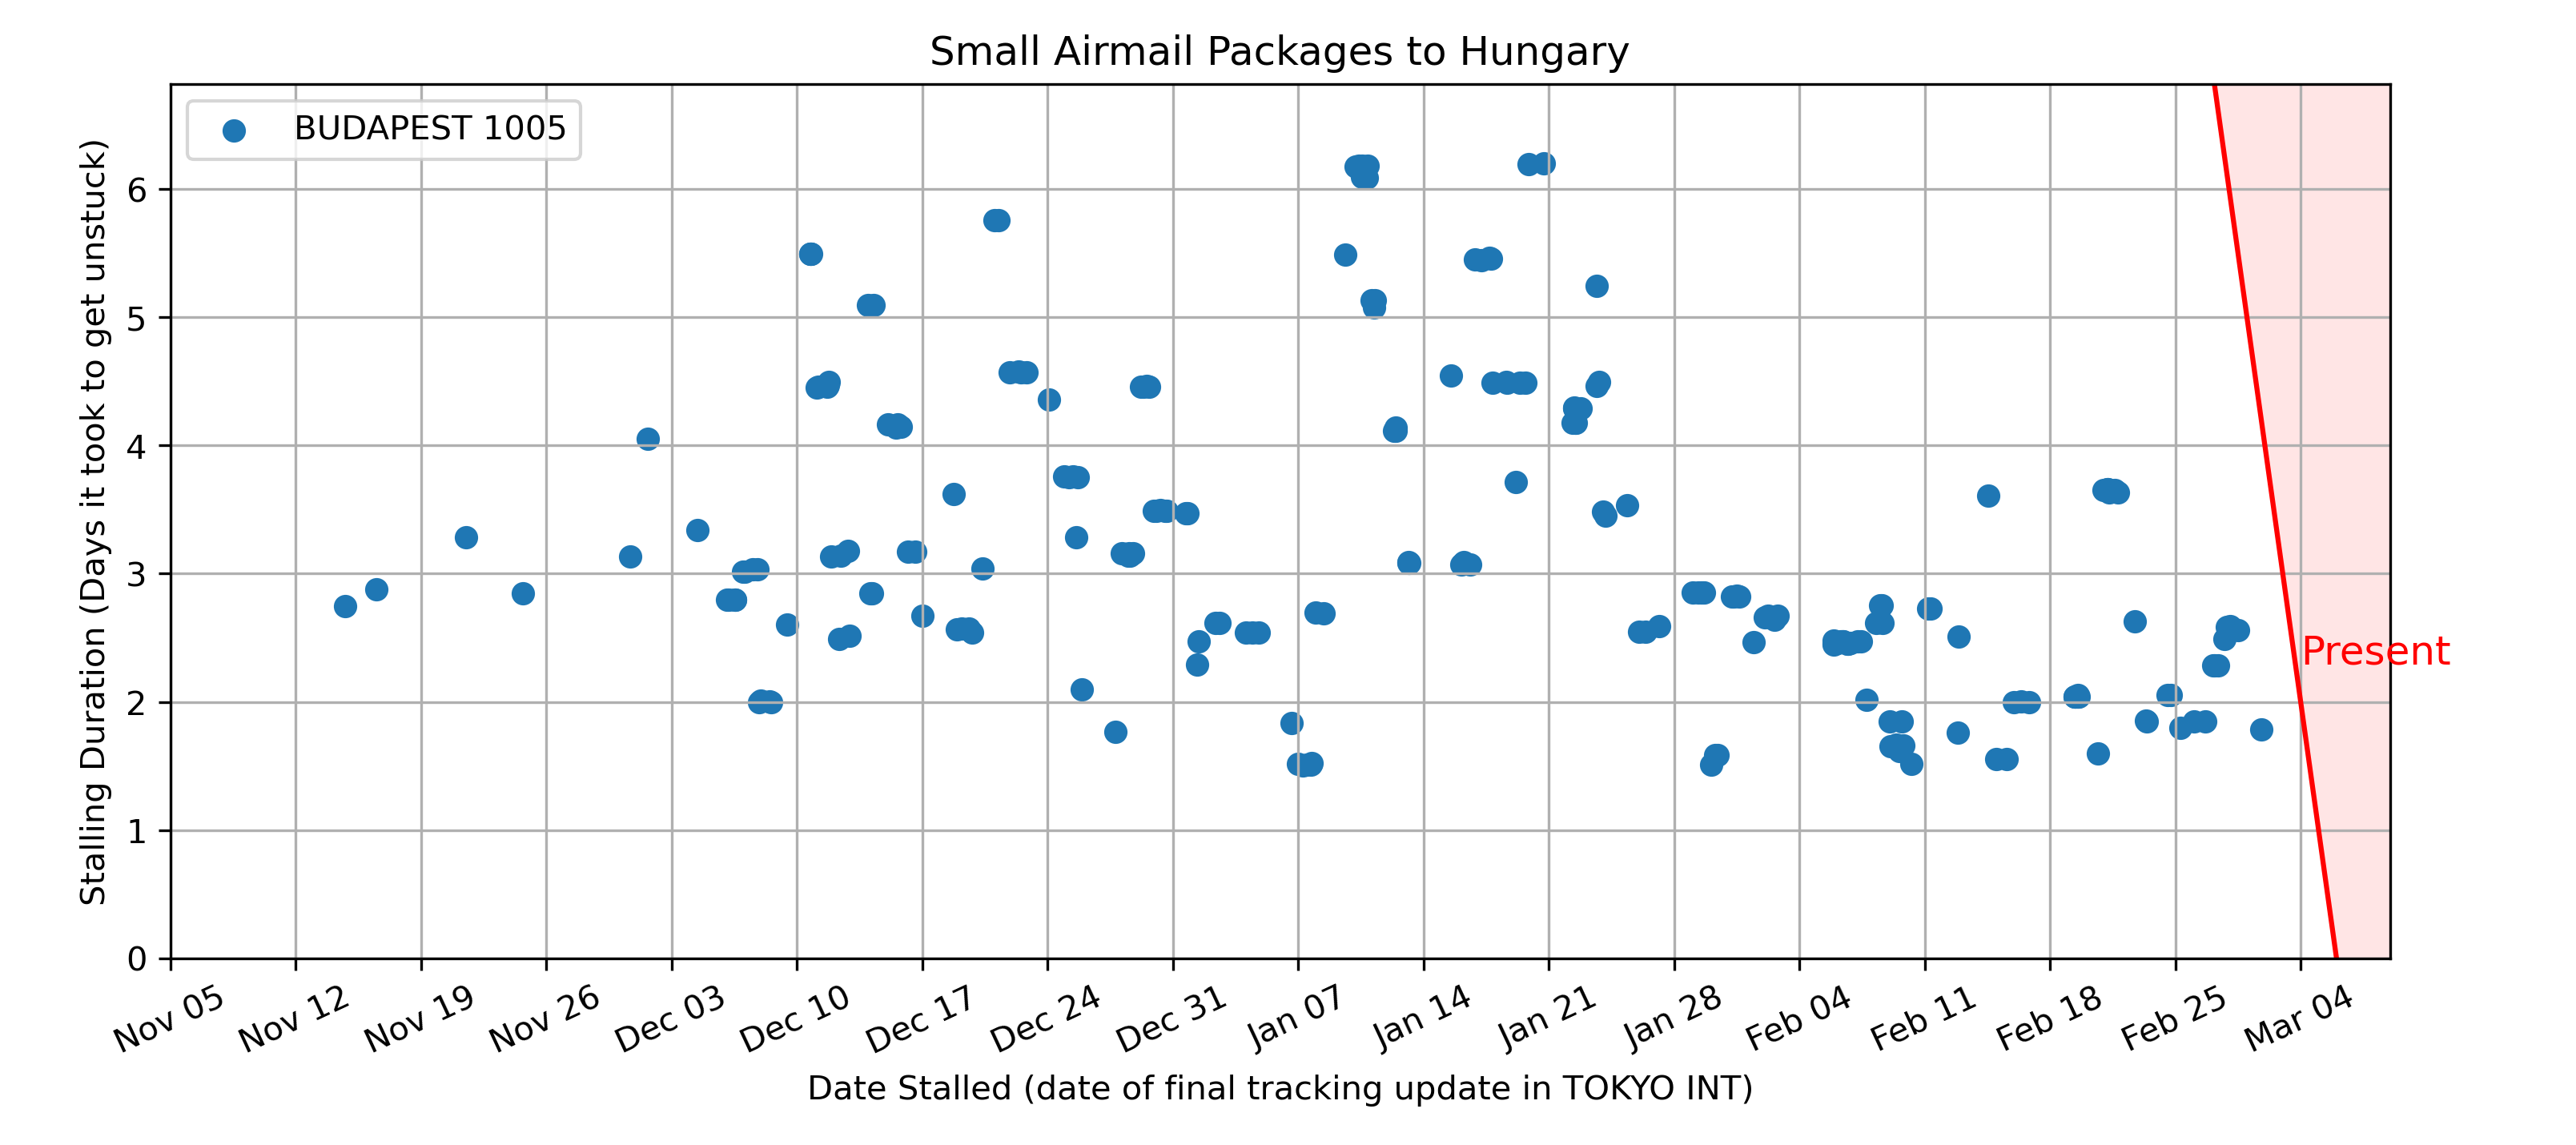 Small Airmail Packages to Hungary
BUDAPEST 1005
Stalling Duration (Days it took to get unstuck)
6
5
4
3
2
1
0
Present
Nov 05
Nov 12
Nov 19
Nov 26
Dec 03
Dec 10
Dec 17
Dec 24
Dec 31
Jan 07
Jan 14
Jan 21
Jan 28
Feb 04
Feb 11
Feb 18
Feb 25
Mar 04
Date Stalled (date of final tracking update in TOKYO INT)